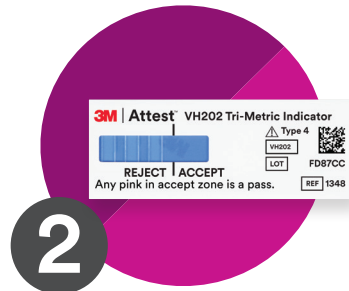 3M | Attest™ VH202 Tri-Metric Indicator
⚠ Type 4
VH202
LOT FD87CC
REJECT | ACCEPT
Any pink in accept zone is a pass.
REF 1348
2